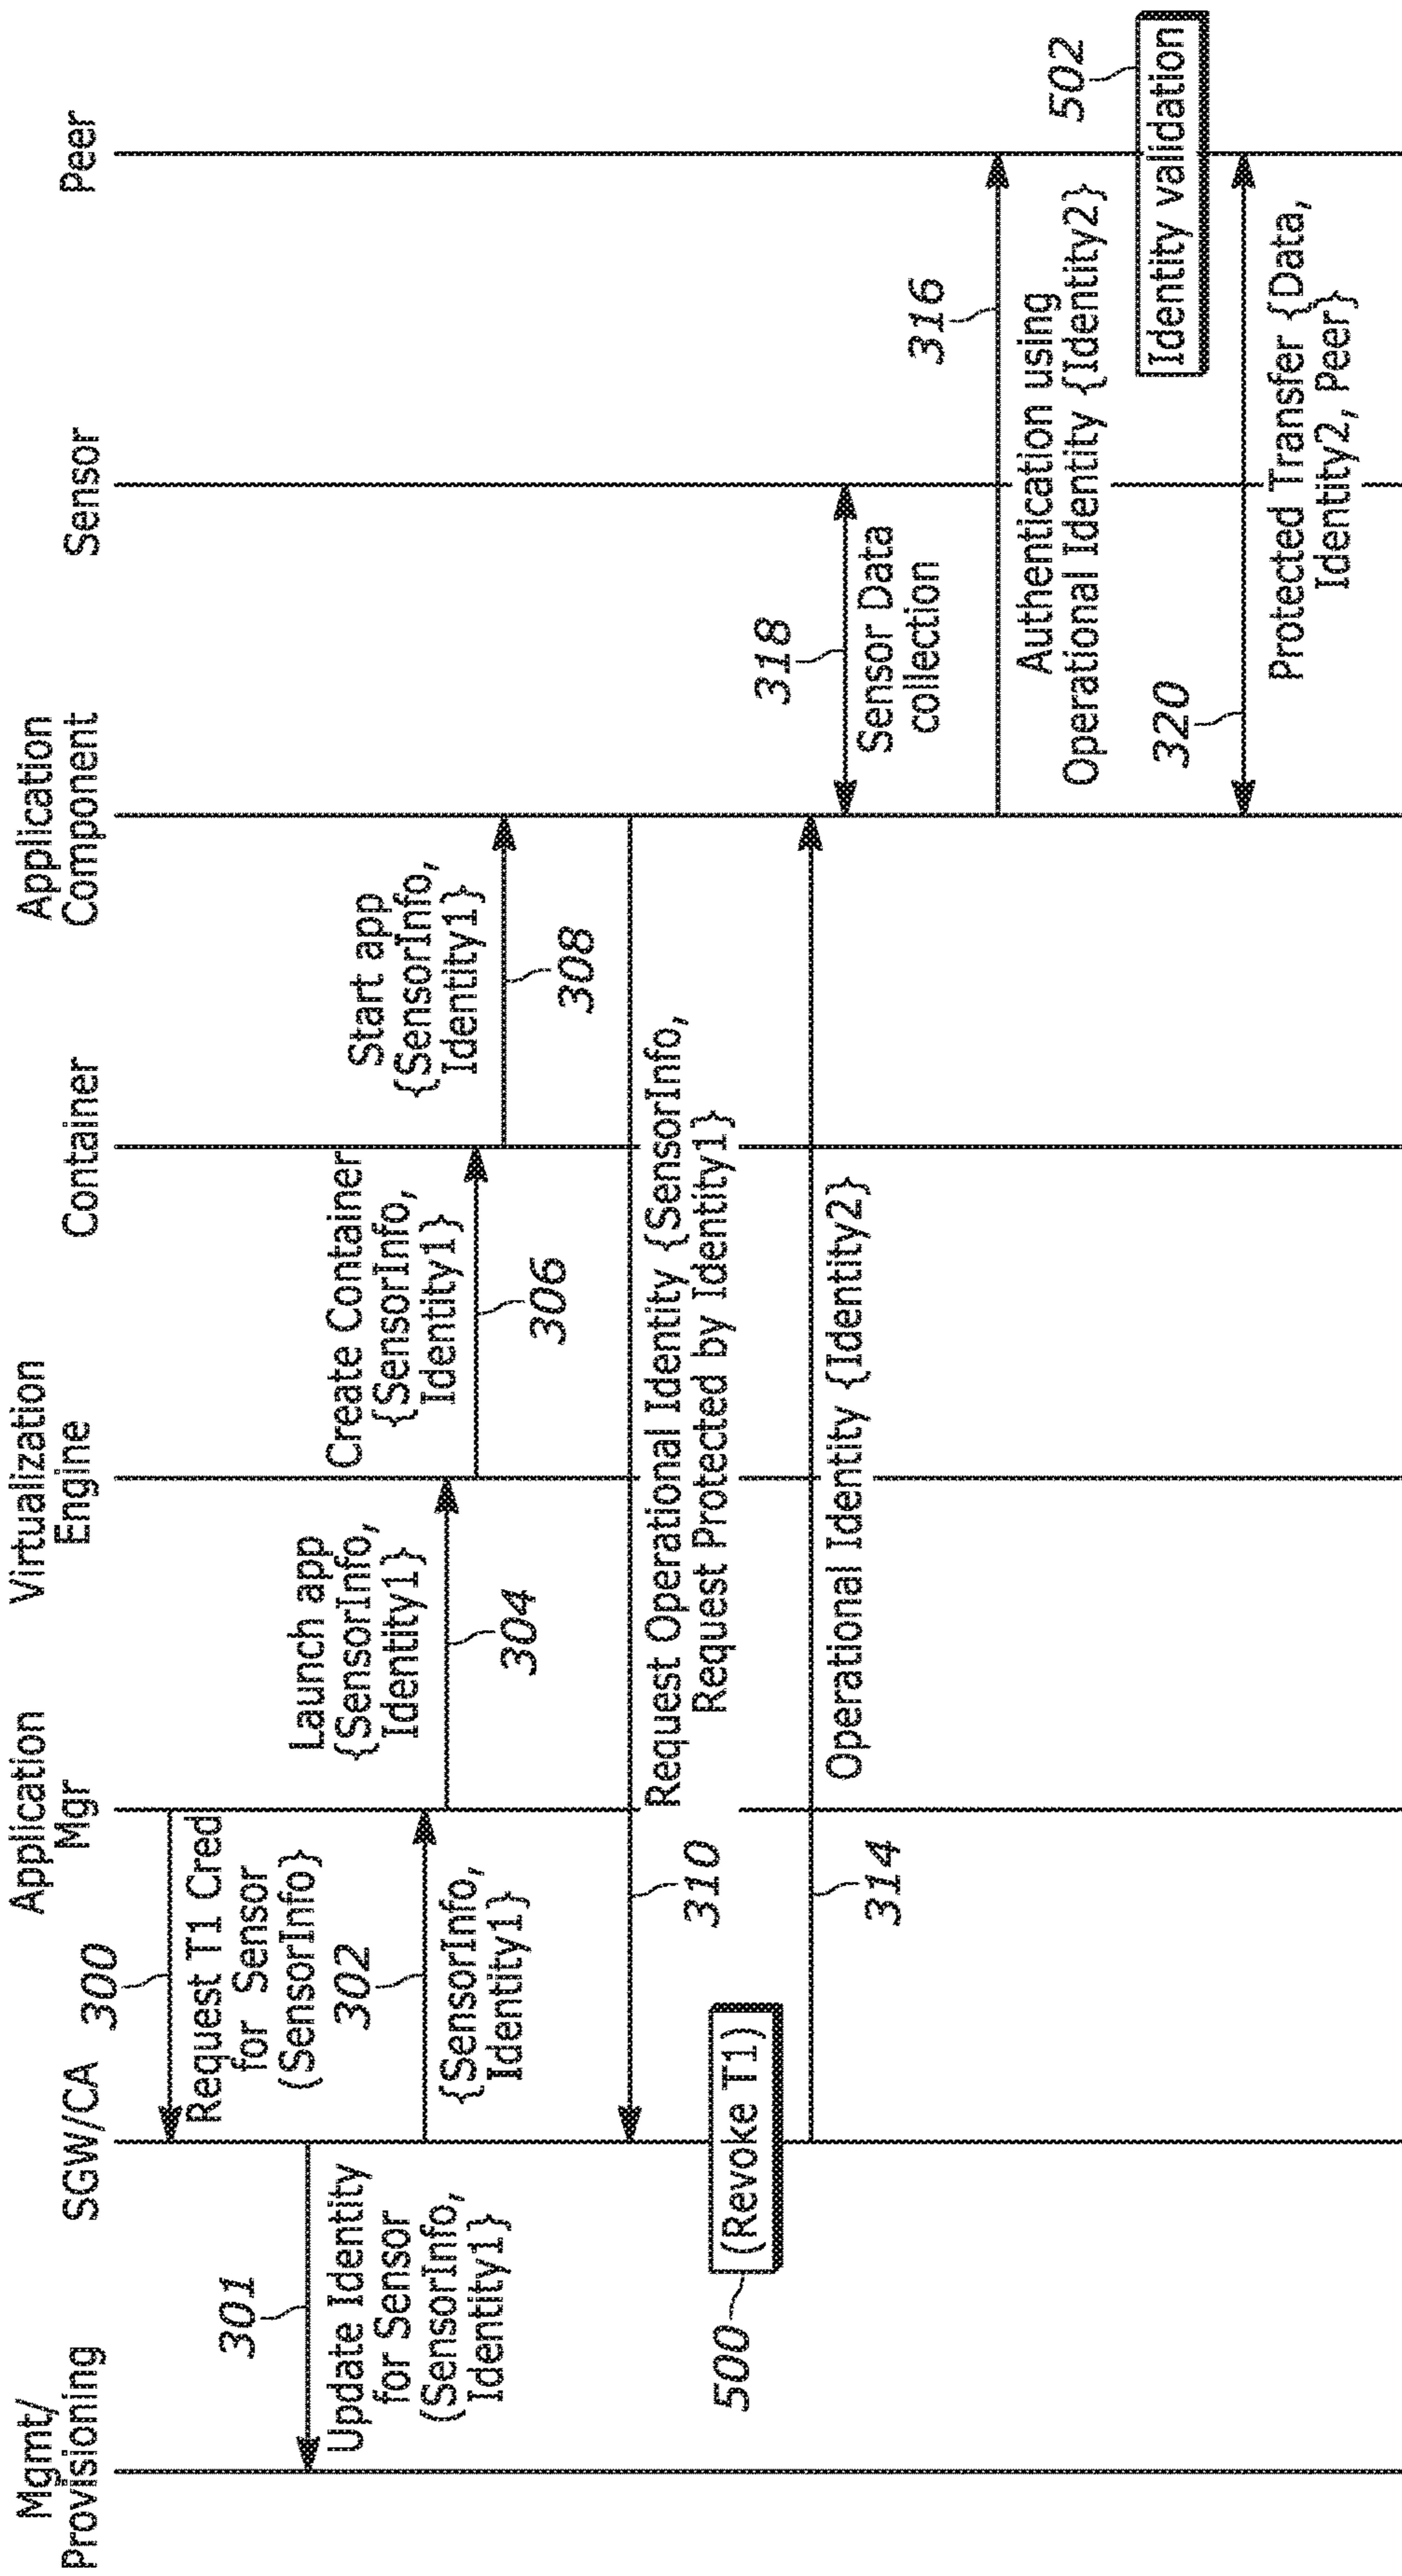 Mgmt/
Provisioning
SGW/CA
Application
Mgr
Virtualization
Engine
Container
Application
Component
Sensor
Peer
300
Request T1 Cred
for Sensor
(SensorInfo}
301
Update Identity
for Sensor
(SensorInfo,
Identity1}
302
{SensorInfo,
Identity1}
Launch app
{SensorInfo,
Identity1}
304
Create Container
{SensorInfo,
Identity1}
306
Start app
{SensorInfo,
Identity1}
308
Request Operational Identity {SensorInfo,
Request Protected by Identity1}
310
500
(Revoke T1)
Operational Identity {Identity2}
314
318
Sensor Data
collection
316
Authentication using
Operational Identity {Identity2}
502
Identity validation
320
Protected Transfer {Data,
Identity2, Peer}